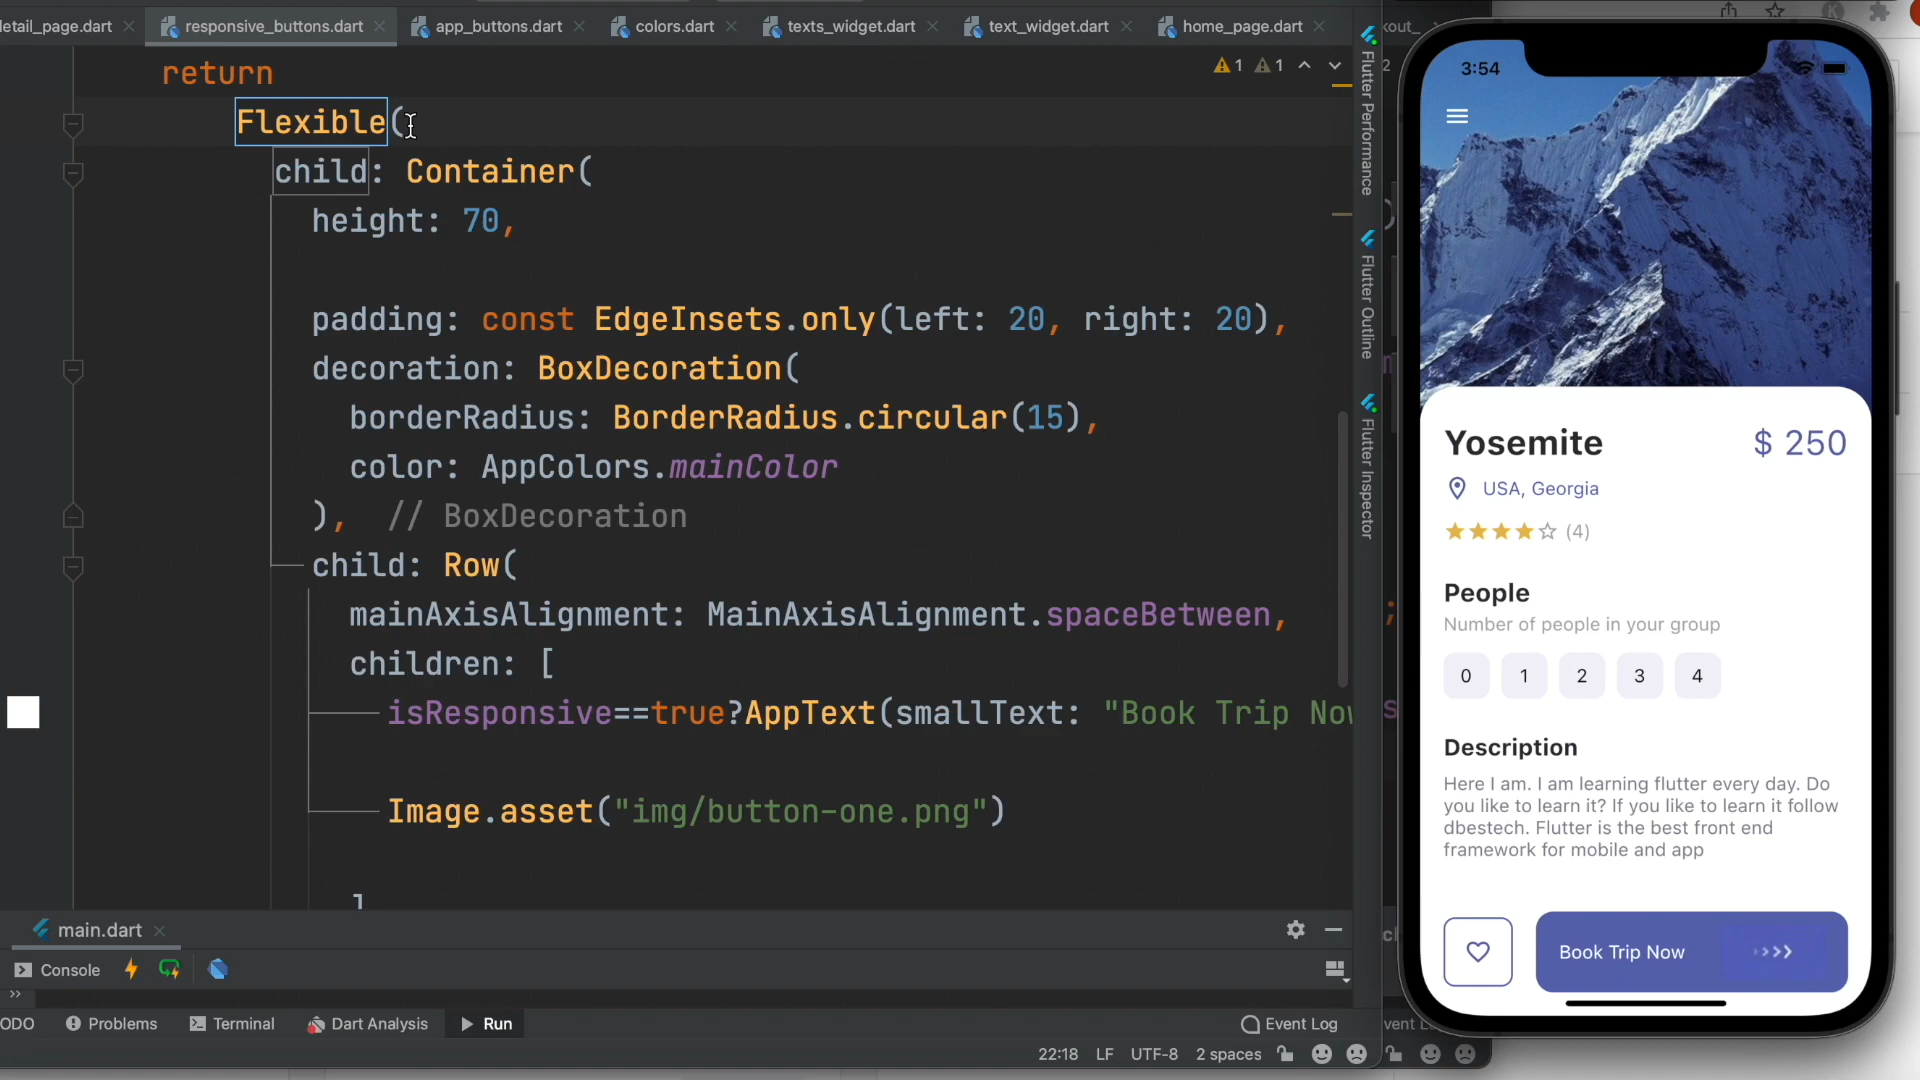 etail_page.dart
responsive_buttons.dart
app_buttons.dart
colors.dart
texts_widget.dart
text_widget.dart
home_page.dart
1 1
return
Flexible(
child: Container(
height: 70,
padding: const EdgeInsets.only(left: 20, right: 20),
decoration: BoxDecoration(
borderRadius: BorderRadius.circular(15),
color: AppColors.mainColor
), // BoxDecoration
child: Row(
mainAxisAlignment: MainAxisAlignment.spaceBetween,
children: [
isResponsive==true?AppText(smallText: "Book Trip Now
Image.asset("img/button-one.png")
]
main.dart
Console
ODO
Problems
Terminal
Dart Analysis
Run
Event Log
22:18 LF UTF-8 2 spaces
Flutter Performance
Flutter Outline
Flutter Inspector
out_
2
vent L
3:54
Yosemite
$ 250
USA, Georgia
(4)
People
Number of people in your group
0 1 2 3 4
Description
Here I am. I am learning flutter every day. Do
you like to learn it? If you like to learn it follow
dbestech. Flutter is the best front end
framework for mobile and app
Book Trip Now